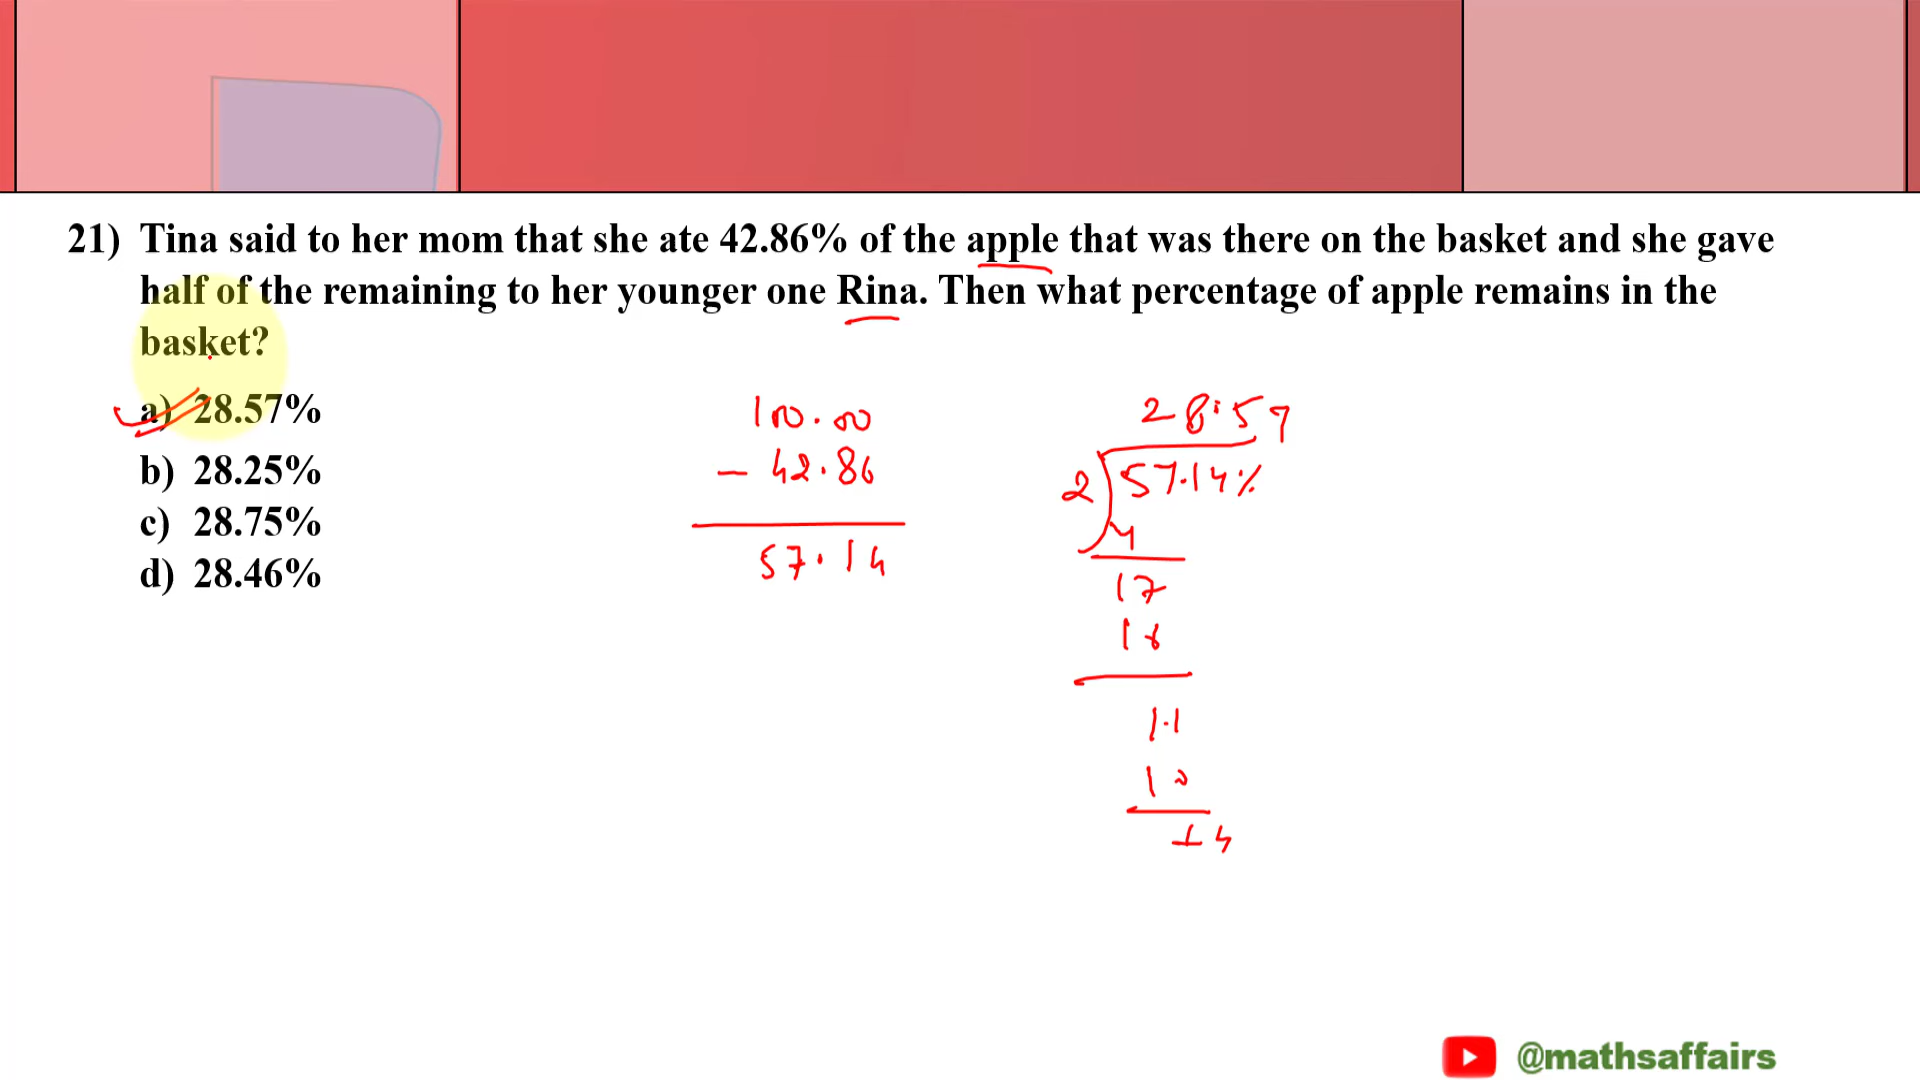 21) Tina said to her mom that she ate 42.86% of the apple that was there on the basket and she gave
half of the remaining to her younger one Rina. Then what percentage of apple remains in the
basket?
a) 28.57%
b) 28.25%
c) 28.75%
d) 28.46%
100.00
- 42.86
57.14
28.57
2 57.14%
4
17
16
1.1
10
14
@mathsaffairs